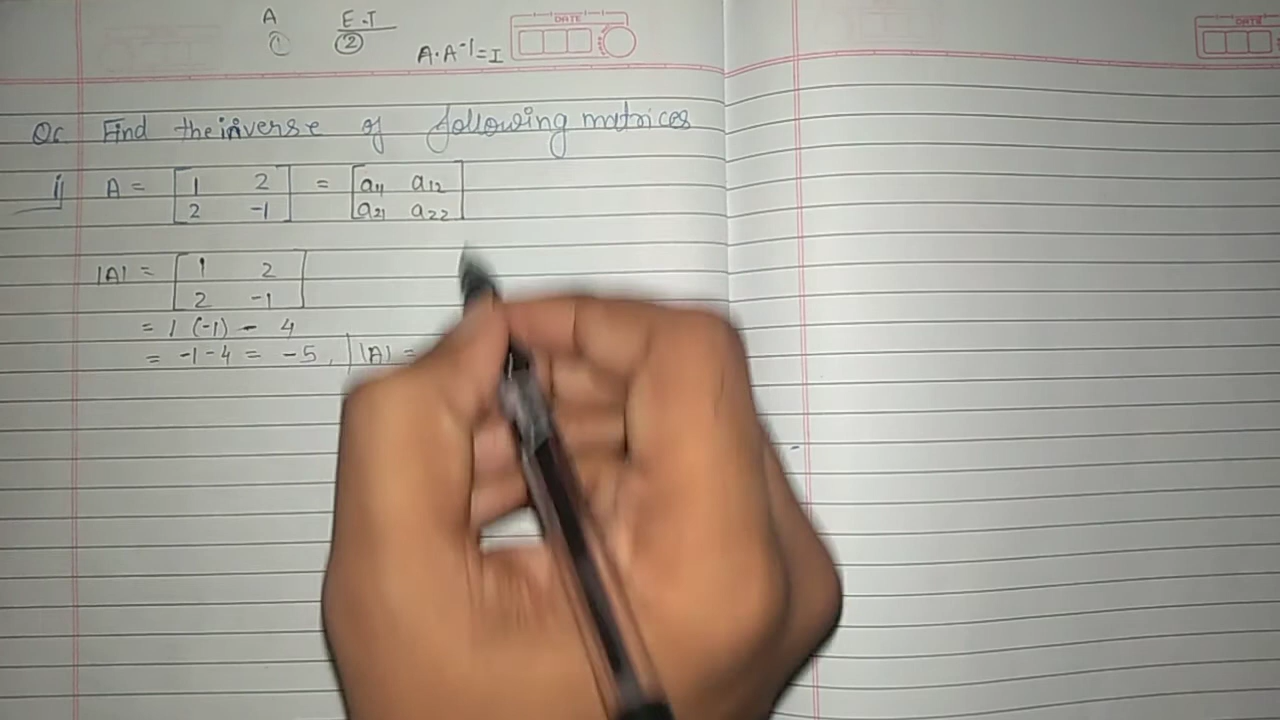 A E.T
① ② A·A⁻¹=I DATE
DATE
Q. Find the inverse of following matrices
i) A = [1 2 = [a₁₁ a₁₂
2 -1] a₂₁ a₂₂]
|A| = [1 2
2 -1]
= 1 (-1) - 4
= -1-4 = -5, |A| =